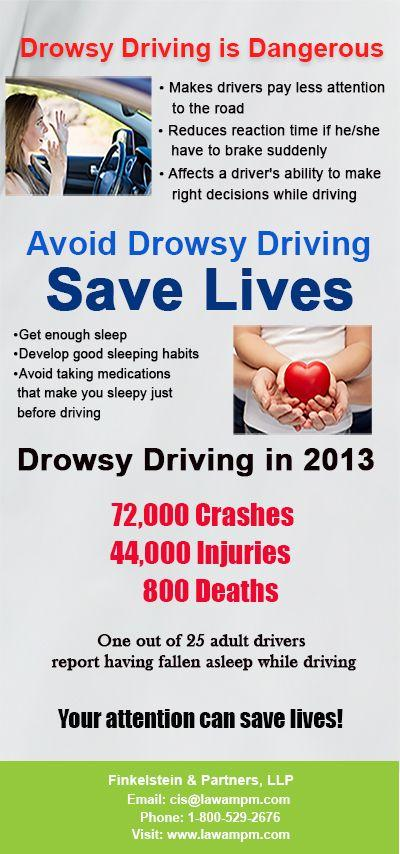 Drowsy Driving is Dangerous
• Makes drivers pay less attention
to the road
• Reduces reaction time if he/she
have to brake suddenly
• Affects a driver's ability to make
right decisions while driving
Avoid Drowsy Driving
Save Lives
•Get enough sleep
•Develop good sleeping habits
•Avoid taking medications
that make you sleepy just
before driving
Drowsy Driving in 2013
72,000 Crashes
44,000 Injuries
800 Deaths
One out of 25 adult drivers
report having fallen asleep while driving
Your attention can save lives!
Finkelstein & Partners, LLP
Email: cis@lawampm.com
Phone: 1-800-529-2676
Visit: www.lawampm.com